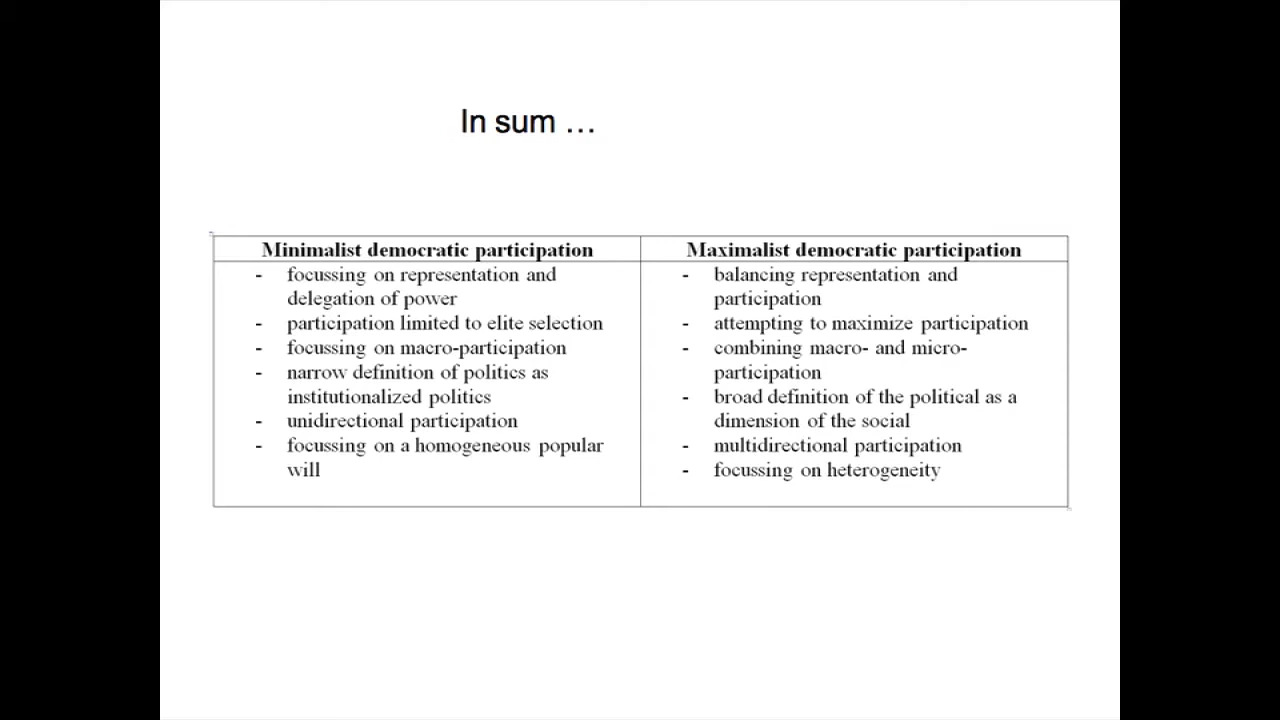 In sum …
Minimalist democratic participation
- focussing on representation and
delegation of power
- participation limited to elite selection
- focussing on macro-participation
- narrow definition of politics as
institutionalized politics
- unidirectional participation
- focussing on a homogeneous popular
will
Maximalist democratic participation
- balancing representation and
participation
- attempting to maximize participation
- combining macro- and micro-
participation
- broad definition of the political as a
dimension of the social
- multidirectional participation
- focussing on heterogeneity